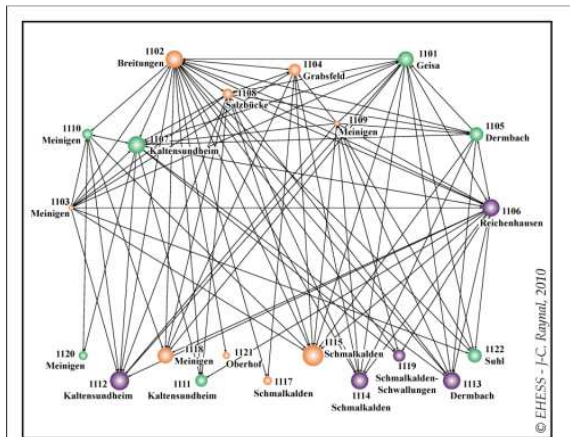 1102
Breitungen
1104
Grabsfeld
1101
Geisa
1108
Salzbücke
1109
Meinigen
1110
Meinigen
1107
Kaltensundheim
1105
Dermbach
1103
Meinigen
1106
Reichenhausen
1120
Meinigen
1118
Meinigen
1121
Oberhof
1115
Schmalkalden
1119
Schmalkalden-
Schwallungen
1122
Suhl
1112
Kaltensundheim
1111
Kaltensundheim
1117
Schmalkalden
1114
Schmalkalden
1113
Dermbach
© EHESS - J-C, Raynal, 2010